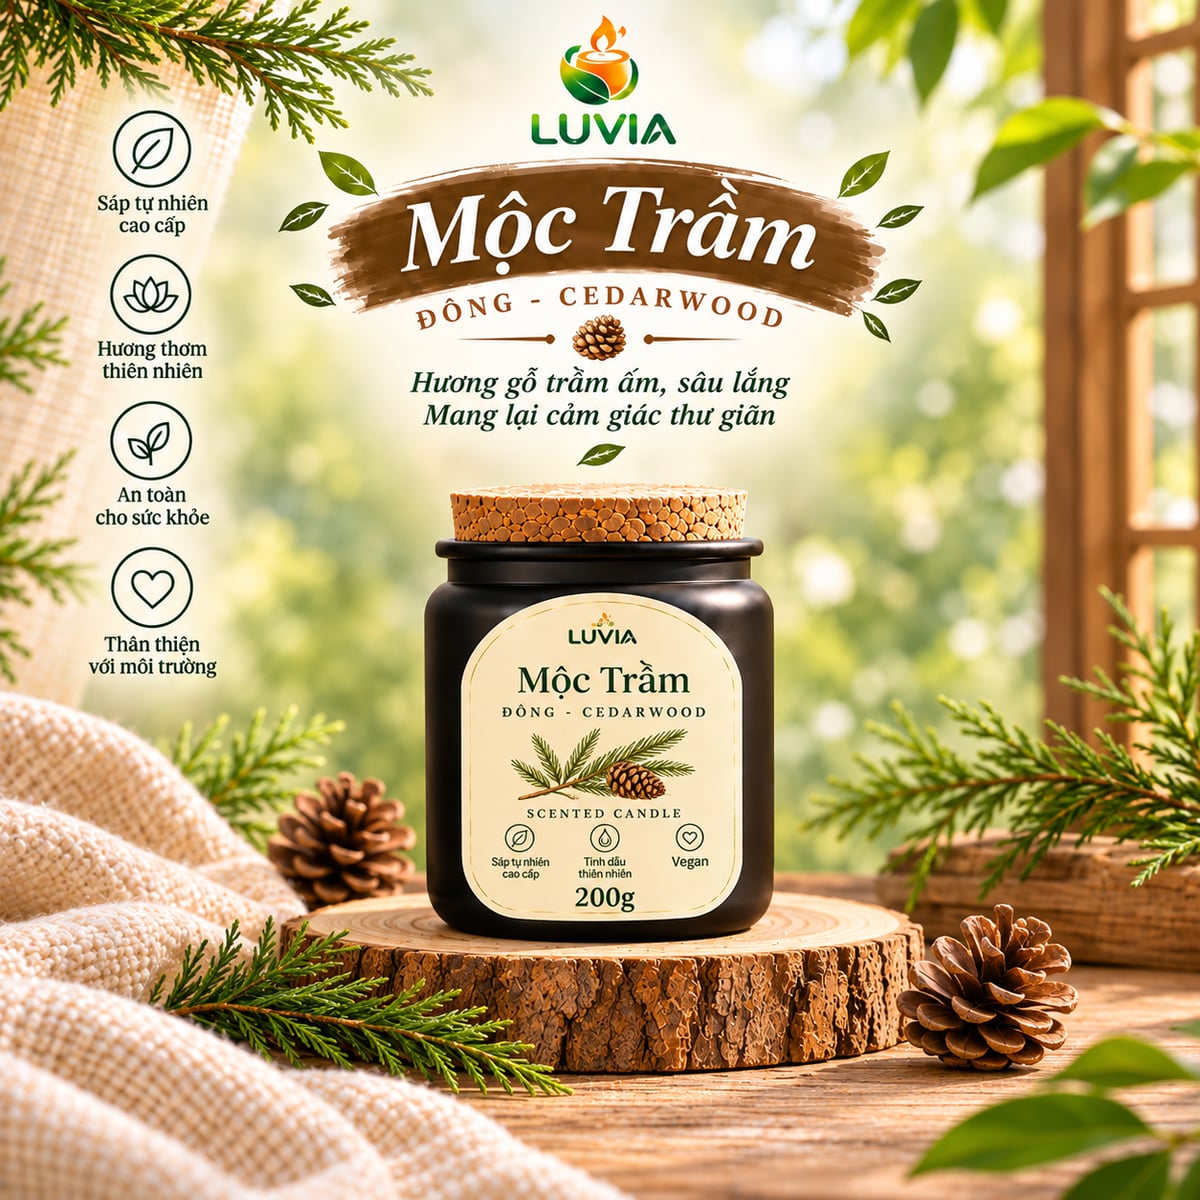 LUVIA
Mộc Trầm
ĐÔNG - CEDARWOOD
Hương gỗ trầm ấm, sâu lắng
Mang lại cảm giác thư giãn
Sáp tự nhiên
cao cấp
Hương thơm
thiên nhiên
An toàn
cho sức khỏe
Thân thiện
với môi trường
LUVIA
Mộc Trầm
ĐÔNG - CEDARWOOD
SCENTED CANDLE
Sáp tự nhiên
cao cấp
Tinh dầu
thiên nhiên
Vegan
200g